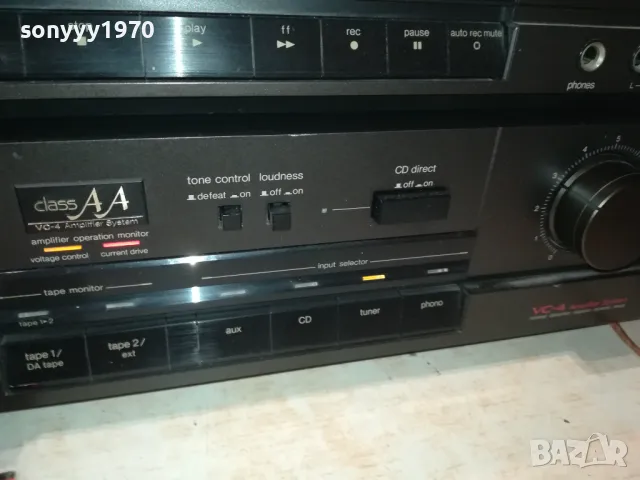 sonyyy1970
stop play ff rec pause auto rec mute
phones L
class AA
VC-4 Amplifier System
amplifier operation monitor
voltage control current drive
tone control loudness
defeat on off on
CD direct
off on
tape monitor input selector
tape 1▸2
tape 1/ DA tape
tape 2/ ext
aux CD tuner phono
VC-4
BAZAR
bg